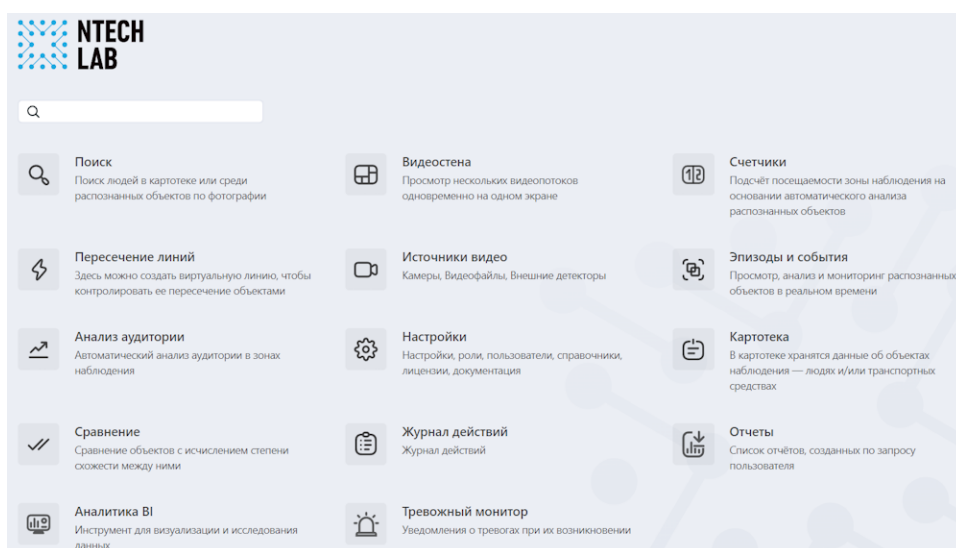 NTECH
LAB
Поиск
Поиск людей в картотеке или среди
распознанных объектов по фотографии
Видеостена
Просмотр нескольких видеопотоков
одновременно на одном экране
Счетчики
Подсчёт посещаемости зоны наблюдения на
основании автоматического анализа
распознанных объектов
Пересечение линий
Здесь можно создать виртуальную линию, чтобы
контролировать ее пересечение объектами
Источники видео
Камеры, Видеофайлы, Внешние детекторы
Эпизоды и события
Просмотр, анализ и мониторинг распознанных
объектов в реальном времени
Анализ аудитории
Автоматический анализ аудитории в зонах
наблюдения
Настройки
Настройки, роли, пользователи, справочники,
лицензии, документация
Картотека
В картотеке хранятся данные об объектах
наблюдения — людях и/или транспортных
средствах
Сравнение
Сравнение объектов с исчислением степени
схожести между ними
Журнал действий
Журнал действий
Отчеты
Список отчётов, созданных по запросу
пользователя
Аналитика BI
Инструмент для визуализации и исследования
данных
Тревожный монитор
Уведомления о тревогах при их возникновении